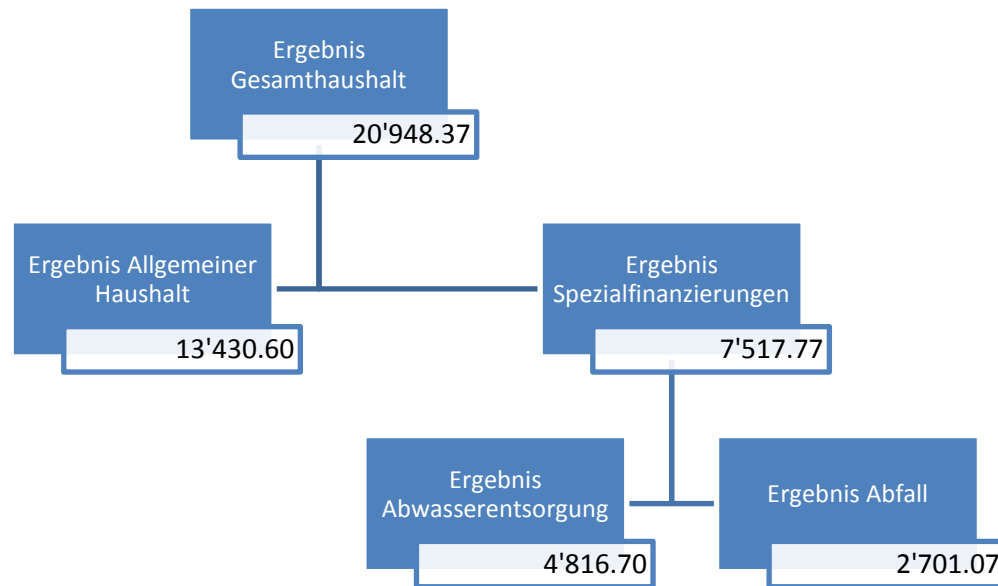 Ergebnis
Gesamthaushalt
20'948.37
Ergebnis Allgemeiner
Haushalt
13'430.60
Ergebnis
Spezialfinanzierungen
7'517.77
Ergebnis
Abwasserentsorgung
4'816.70
Ergebnis Abfall
2'701.07